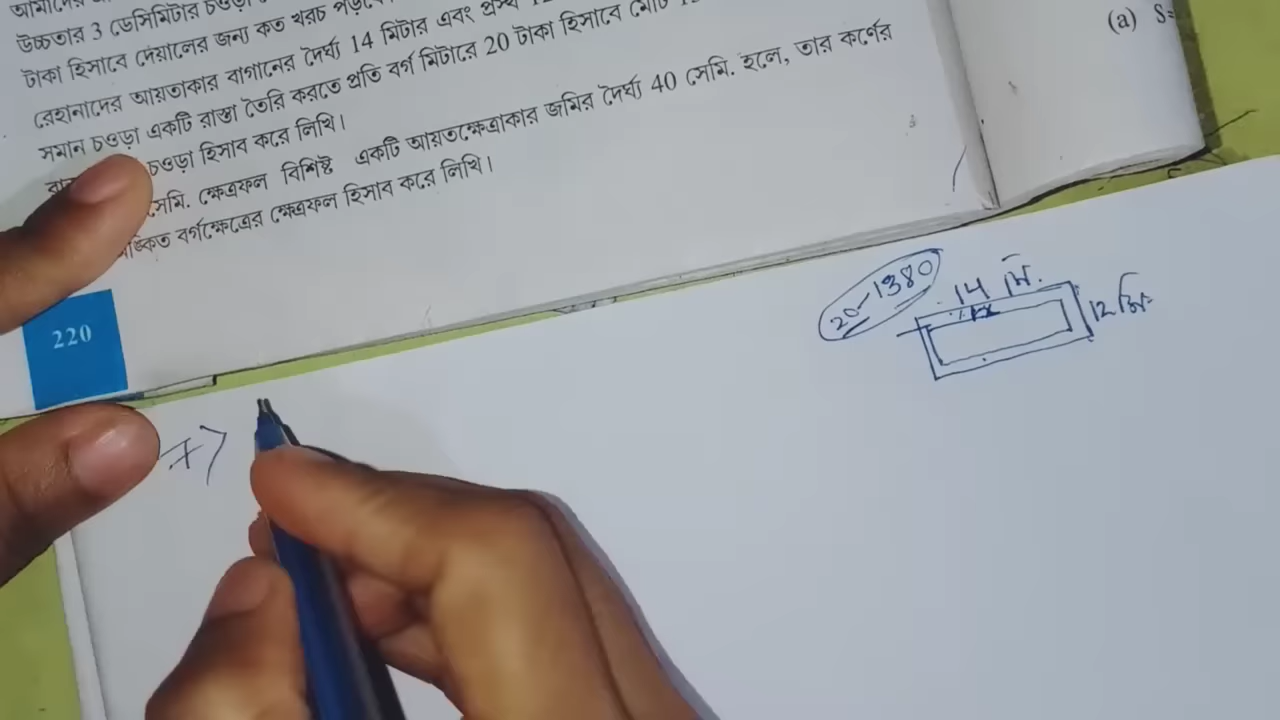 উচ্চতার 3 ডেসিমিটার চওড়া
টাকা হিসাবে দেয়ালের জন্য কত খরচ পড়বে
রেহানাদের আয়তাকার বাগানের দৈর্ঘ্য 14 মিটার এবং প্রস্থ
সমান চওড়া একটি রাস্তা তৈরি করতে প্রতি বর্গ মিটারে 20 টাকা হিসাবে মোট
চওড়া হিসাব করে লিখি।
সেমি. ক্ষেত্রফল বিশিষ্ট একটি আয়তক্ষেত্রাকার জমির দৈর্ঘ্য 40 সেমি. হলে, তার কর্ণের
বর্গক্ষেত্রের ক্ষেত্রফল হিসাব করে লিখি।
220
(a) S=
20-1380
14 মি.
12 মি